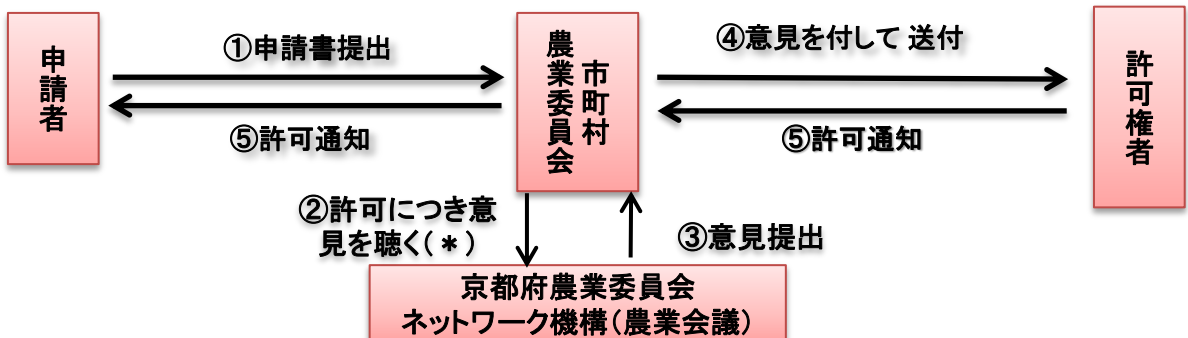 申請者
①申請書提出
⑤許可通知
市町村
農業委員会
④意見を付して 送付
⑤許可通知
許可権者
②許可につき意
見を聴く(＊)
③意見提出
京都府農業委員会
ネットワーク機構(農業会議)